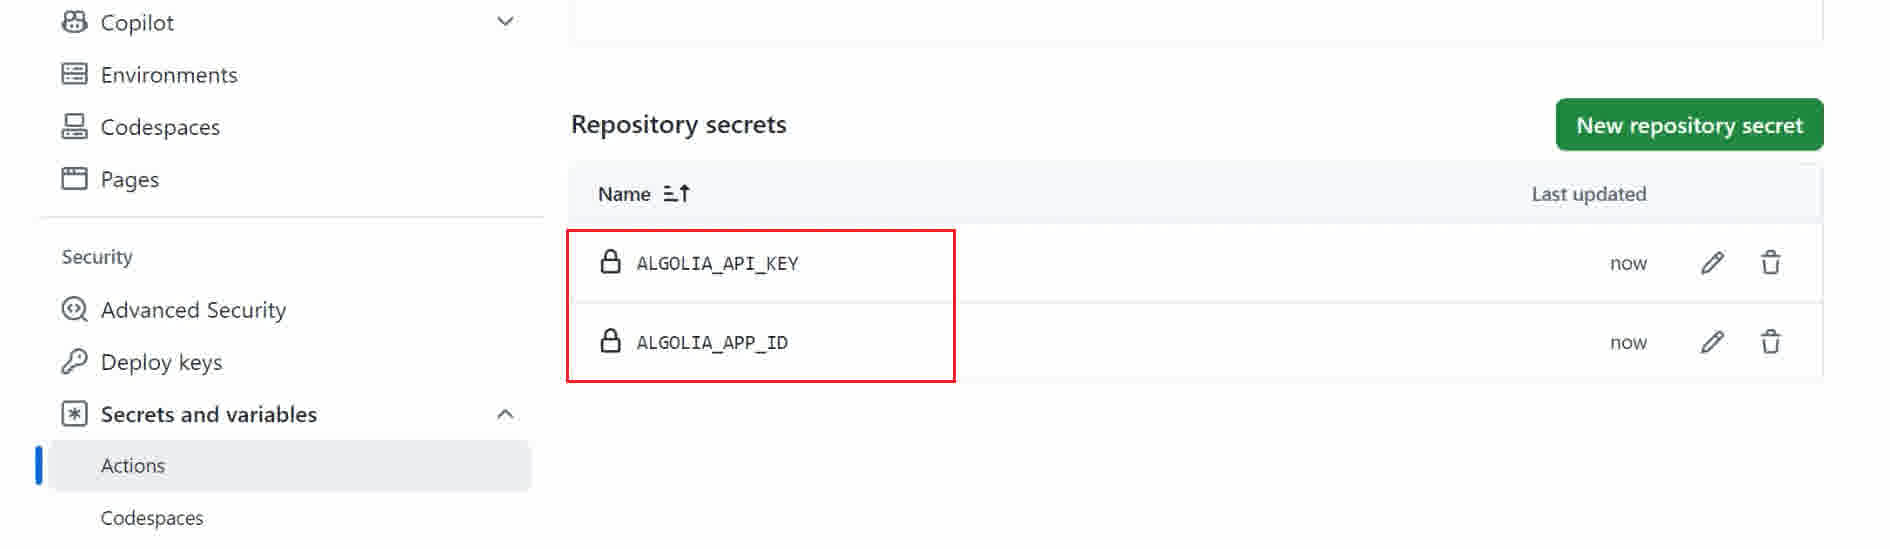 Copilot
Environments
Codespaces
Pages
Security
Advanced Security
Deploy keys
Secrets and variables
Actions
Codespaces
Repository secrets
New repository secret
Name
Last updated
ALGOLIA_API_KEY
now
ALGOLIA_APP_ID
now